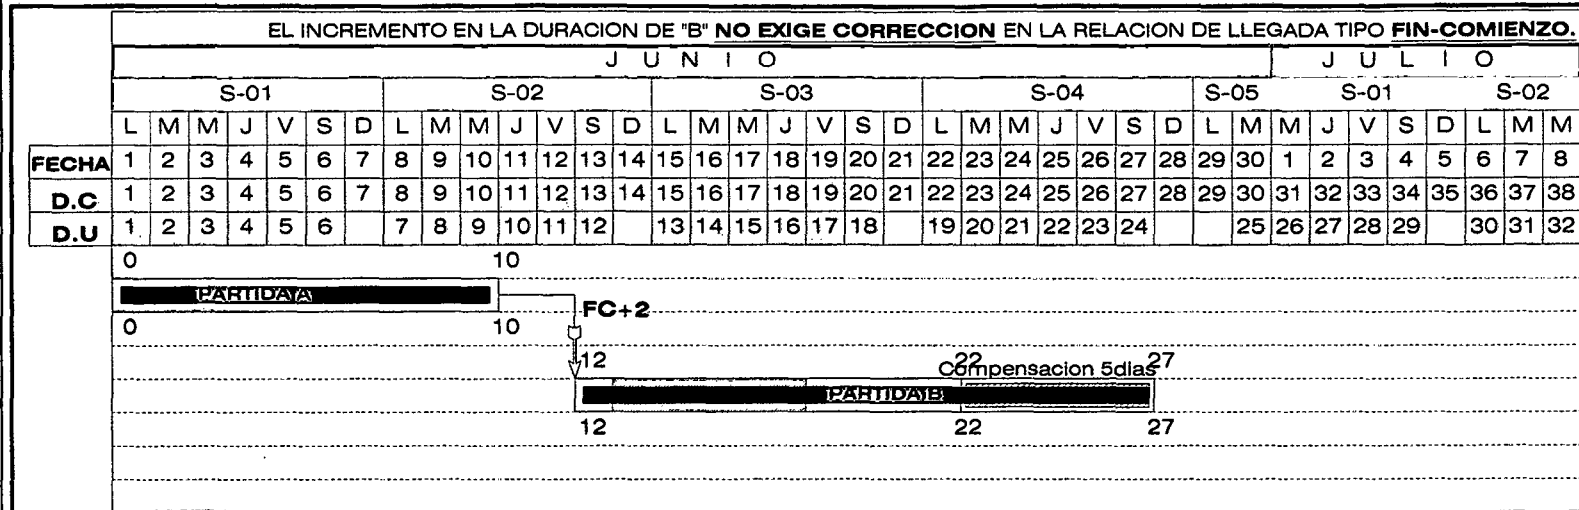 EL INCREMENTO EN LA DURACION DE "B" NO EXIGE CORRECCION EN LA RELACION DE LLEGADA TIPO FIN-COMIENZO.
J U N I O J U L I O
S-01 S-02 S-03 S-04 S-05 S-01 S-02
L M M J V S D L M M J V S D L M M J V S D L M M J V S D L M M J V S D L M M
FECHA 1 2 3 4 5 6 7 8 9 10 11 12 13 14 15 16 17 18 19 20 21 22 23 24 25 26 27 28 29 30 1 2 3 4 5 6 7 8
D.C 1 2 3 4 5 6 7 8 9 10 11 12 13 14 15 16 17 18 19 20 21 22 23 24 25 26 27 28 29 30 31 32 33 34 35 36 37 38
D.U 1 2 3 4 5 6 7 8 9 10 11 12 13 14 15 16 17 18 19 20 21 22 23 24 25 26 27 28 29 30 31 32
0 10
PARTIDA A
FC+2
0 10
12 22 27
Compensacion 5dias
PARTIDA B
12 22 27